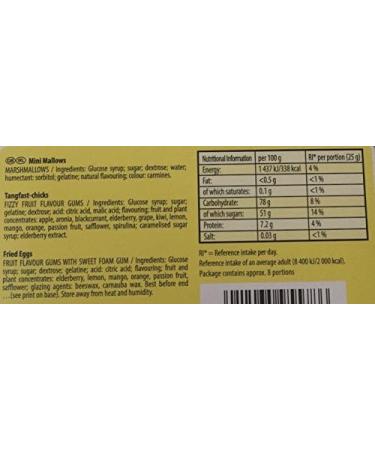 GB IRL Mini Mallows
MARSHMALLOWS / Ingredients: Glucose syrup; sugar; dextrose; water;
humectant: sorbitol; gelatine; natural flavouring; colour: carmines.
Tangfast-chicks
FIZZY FRUIT FLAVOUR GUMS / Ingredients: Glucose syrup; sugar;
gelatine; dextrose; acid: citric acid, malic acid; flavouring; fruit and plant
concentrates: apple, aronia, blackcurrant, elderberry, grape, kiwi, lemon,
mango, orange, passion fruit, safflower, spirulina; caramelised sugar
syrup; elderberry extract.
Fried Eggs
FRUIT FLAVOUR GUMS WITH SWEET FOAM GUM / Ingredients: Glucose
syrup; sugar; dextrose; gelatine; acid: citric acid; flavouring; fruit and
plant concentrates: elderberry, lemon, mango, orange, passion fruit,
safflower; glazing agents: beeswax, carnauba wax. Best before end
...(see print on base). Store away from heat and humidity.
Nutritional Information per 100 g RI* per portion (25 g)
Energy: 1 437 kJ/338 kcal 4 %
Fat: <0.5 g <1 %
of which saturates: 0.1 g <1 %
Carbohydrate: 78 g 8 %
of which sugars: 51 g 14 %
Protein: 7.2 g 4 %
Salt: 0.03 g <1 %
RI* = Reference intake per day.
Reference intake of an average adult (8 400 kJ/2 000 kcal).
Package contains approx. 8 portions